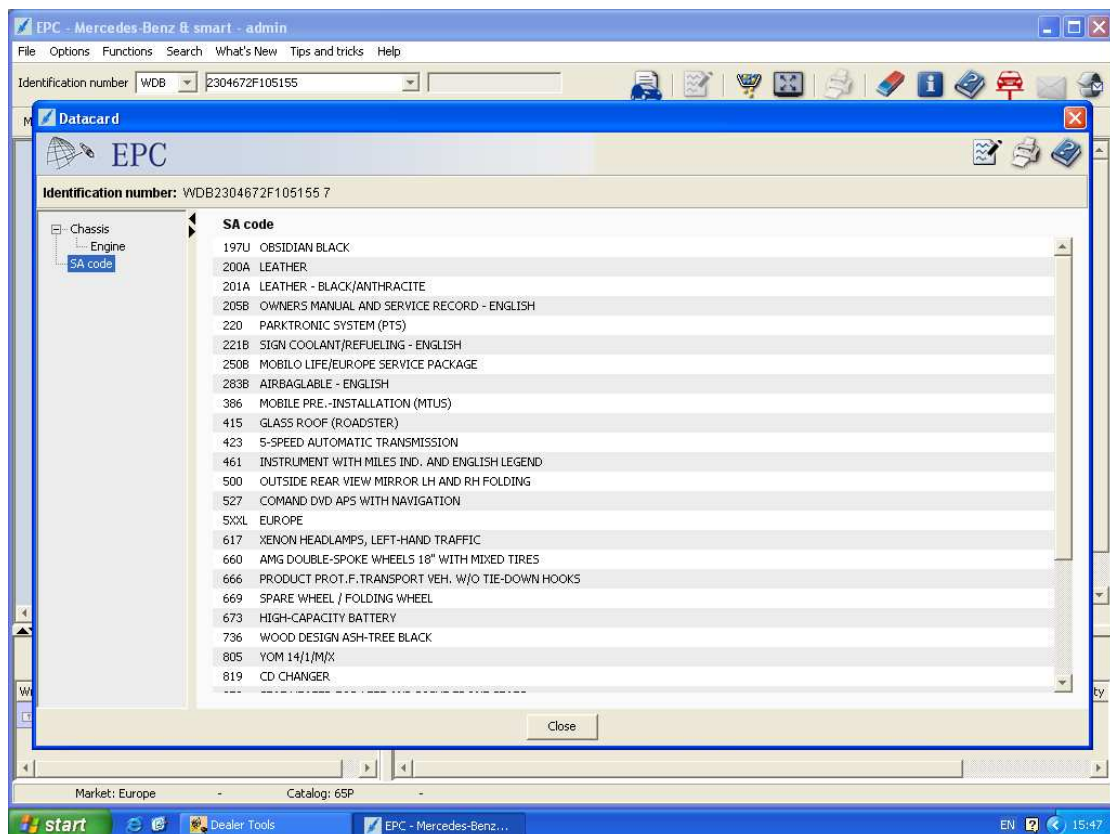 EPC - Mercedes-Benz & smart - admin
File Options Functions Search What's New Tips and tricks Help
Identification number WDB 2304672F105155
M
Datacard
EPC
Identification number: WDB2304672F105155 7
Chassis
Engine
SA code
SA code
197U OBSIDIAN BLACK
200A LEATHER
201A LEATHER - BLACK/ANTHRACITE
205B OWNERS MANUAL AND SERVICE RECORD - ENGLISH
220 PARKTRONIC SYSTEM (PTS)
221B SIGN COOLANT/REFUELING - ENGLISH
250B MOBILO LIFE/EUROPE SERVICE PACKAGE
283B AIRBAGLABLE - ENGLISH
386 MOBILE PRE.-INSTALLATION (MTUS)
415 GLASS ROOF (ROADSTER)
423 5-SPEED AUTOMATIC TRANSMISSION
461 INSTRUMENT WITH MILES IND. AND ENGLISH LEGEND
500 OUTSIDE REAR VIEW MIRROR LH AND RH FOLDING
527 COMAND DVD APS WITH NAVIGATION
5XXL EUROPE
617 XENON HEADLAMPS, LEFT-HAND TRAFFIC
660 AMG DOUBLE-SPOKE WHEELS 18" WITH MIXED TIRES
666 PRODUCT PROT.F.TRANSPORT VEH. W/O TIE-DOWN HOOKS
669 SPARE WHEEL / FOLDING WHEEL
673 HIGH-CAPACITY BATTERY
736 WOOD DESIGN ASH-TREE BLACK
805 YOM 14/1/M/X
819 CD CHANGER
ty
Close
Market: Europe - Catalog: 65P -
start Dealer Tools EPC - Mercedes-Benz... EN 15:47